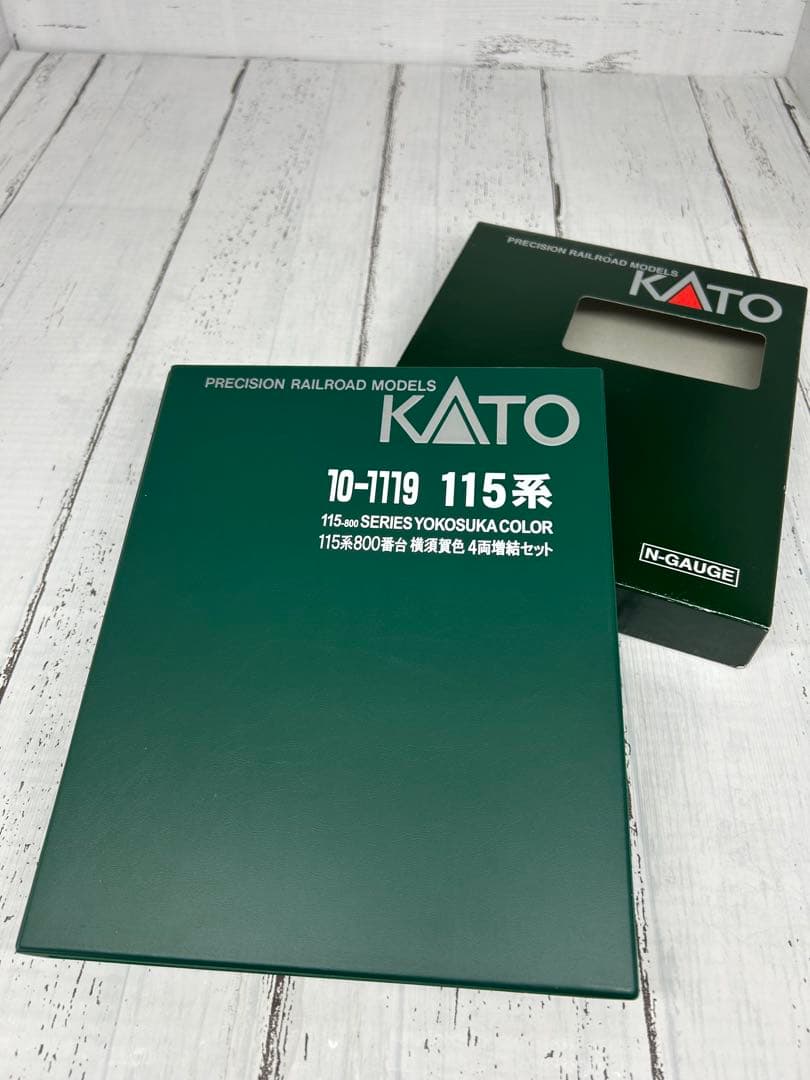 PRECISION RAILROAD MODELS
KATO
N-GAUGE
PRECISION RAILROAD MODELS
KATO
10-1119 115系
115-800 SERIES YOKOSUKA COLOR
115系800番台 横須賀色 4両増結セット